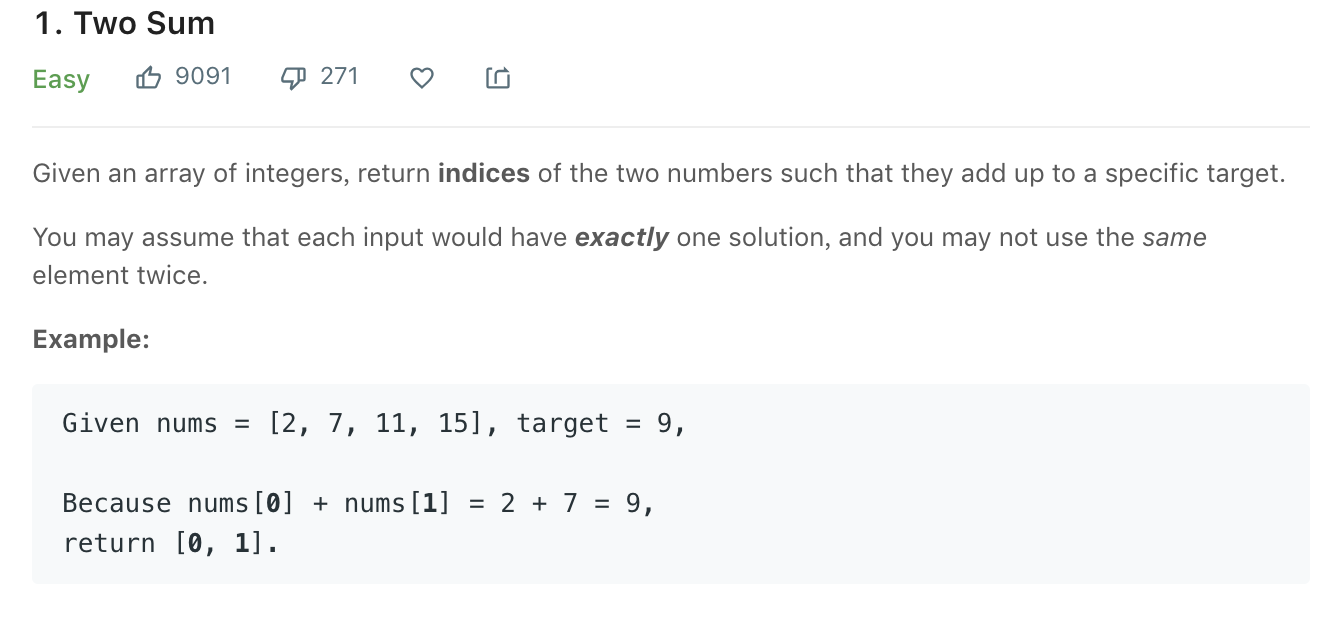 1. Two Sum
Easy 9091 271
Given an array of integers, return indices of the two numbers such that they add up to a specific target.
You may assume that each input would have exactly one solution, and you may not use the same
element twice.
Example:
Given nums = [2, 7, 11, 15], target = 9,
Because nums[0] + nums[1] = 2 + 7 = 9,
return [0, 1].